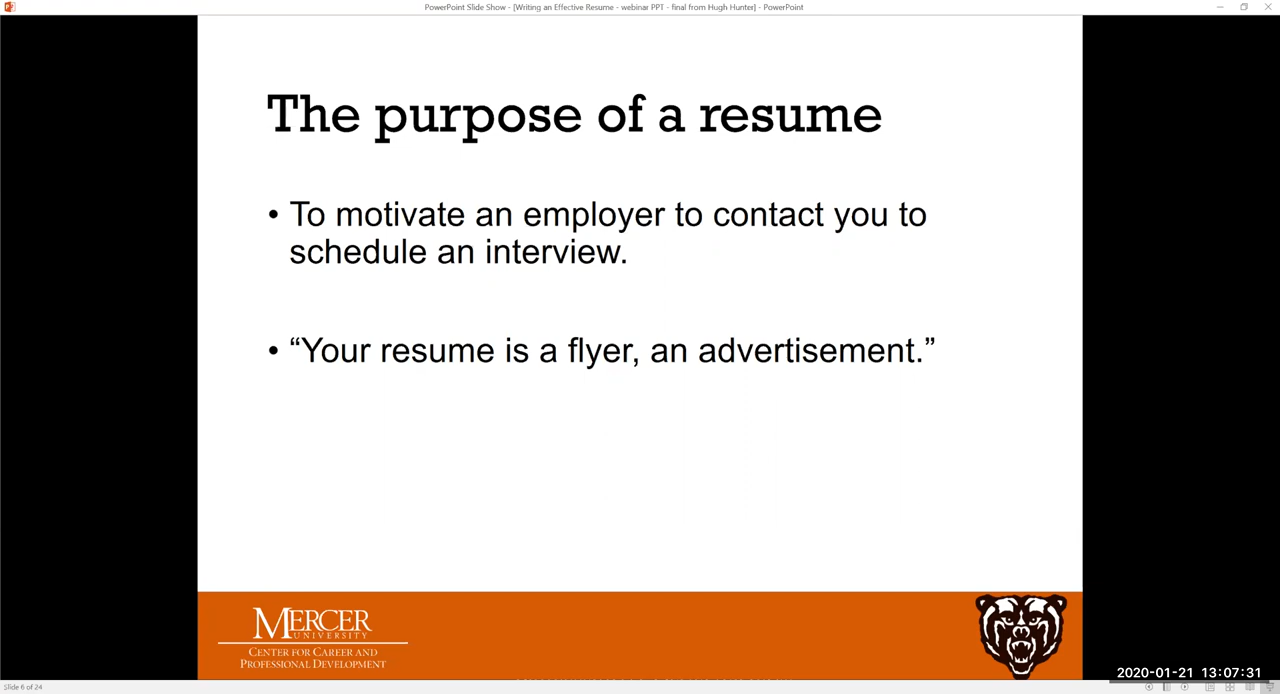 PowerPoint Slide Show - [Writing an Effective Resume - webinar PPT - final from Hugh Hunter] - PowerPoint
The purpose of a resume
• To motivate an employer to contact you to
schedule an interview.
• “Your resume is a flyer, an advertisement.”
MERCER
UNIVERSITY
CENTER FOR CAREER AND
PROFESSIONAL DEVELOPMENT
2020-01-21 13:07:31
Slide 6 of 24